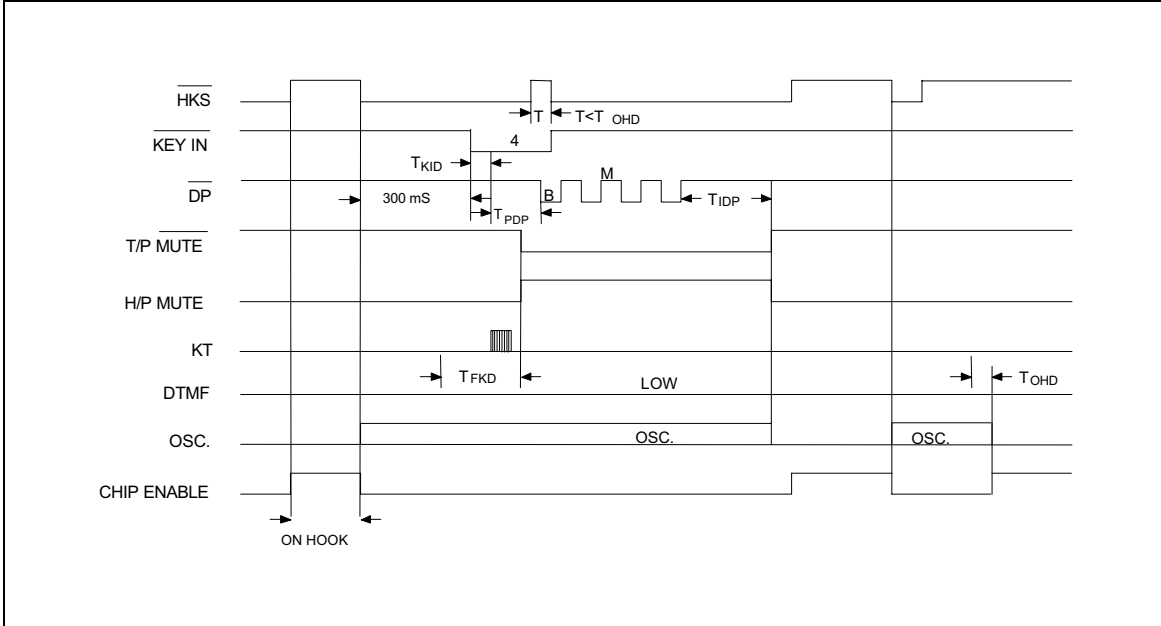 HKS
T T<T OHD
KEY IN
4
T KID
M
DP
300 mS
B
T IDP
T PDP
T/P MUTE
H/P MUTE
KT
T FKD
T OHD
DTMF
LOW
OSC.
OSC.
OSC.
CHIP ENABLE
ON HOOK